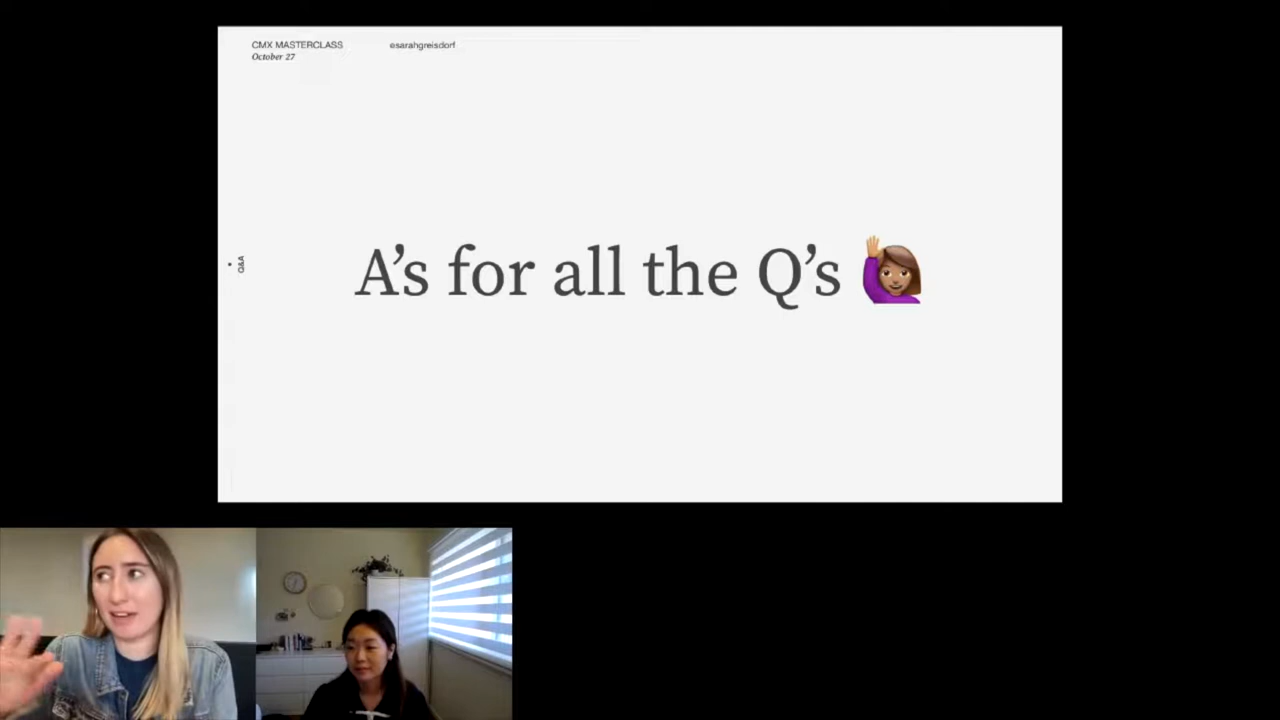 CMX MASTERCLASS
October 27
@sarahgreisdorf
Q&A
A’s for all the Q’s 🙋🏽‍♀️